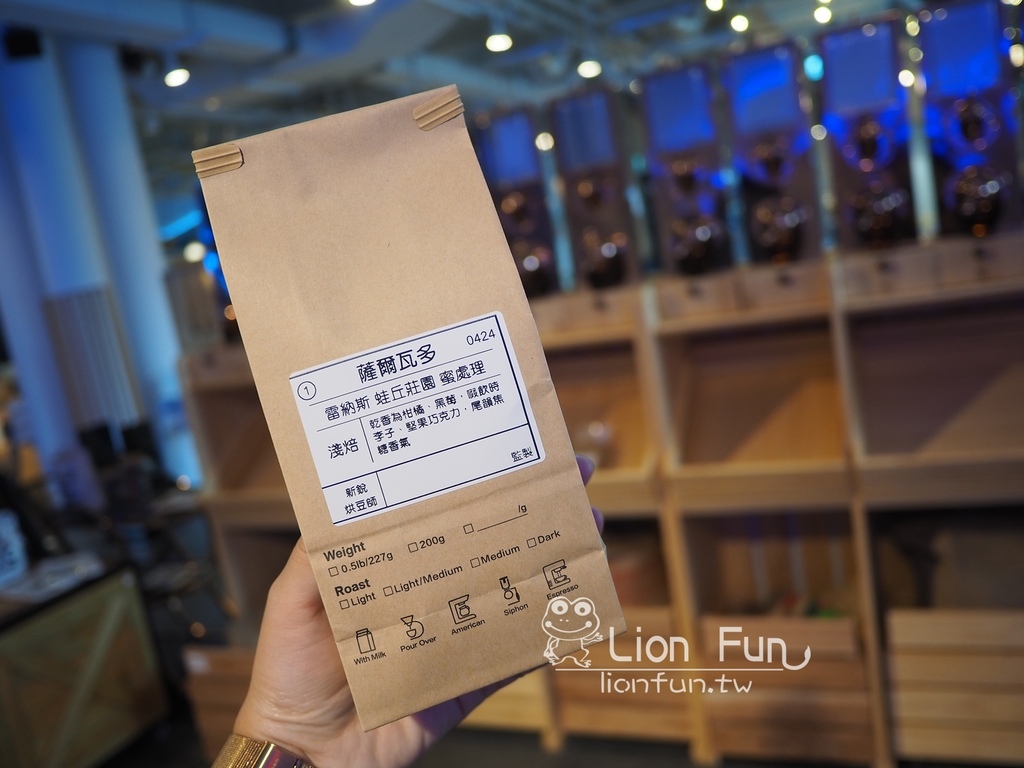 ① 薩爾瓦多 0424
雷納斯 蛙丘莊園 蜜處理
淺焙
乾香為柑橘、黑莓，啜飲時
李子、堅果巧克力，尾韻焦
糖香氣
新銳
烘豆師
監製
Weight
□ 0.5lb/227g □ 200g □ ____/g
Roast
□ Light □ Light/Medium □ Medium □ Dark
With Milk Pour Over American Siphon Espresso
Lion Fun
lionfun.tw